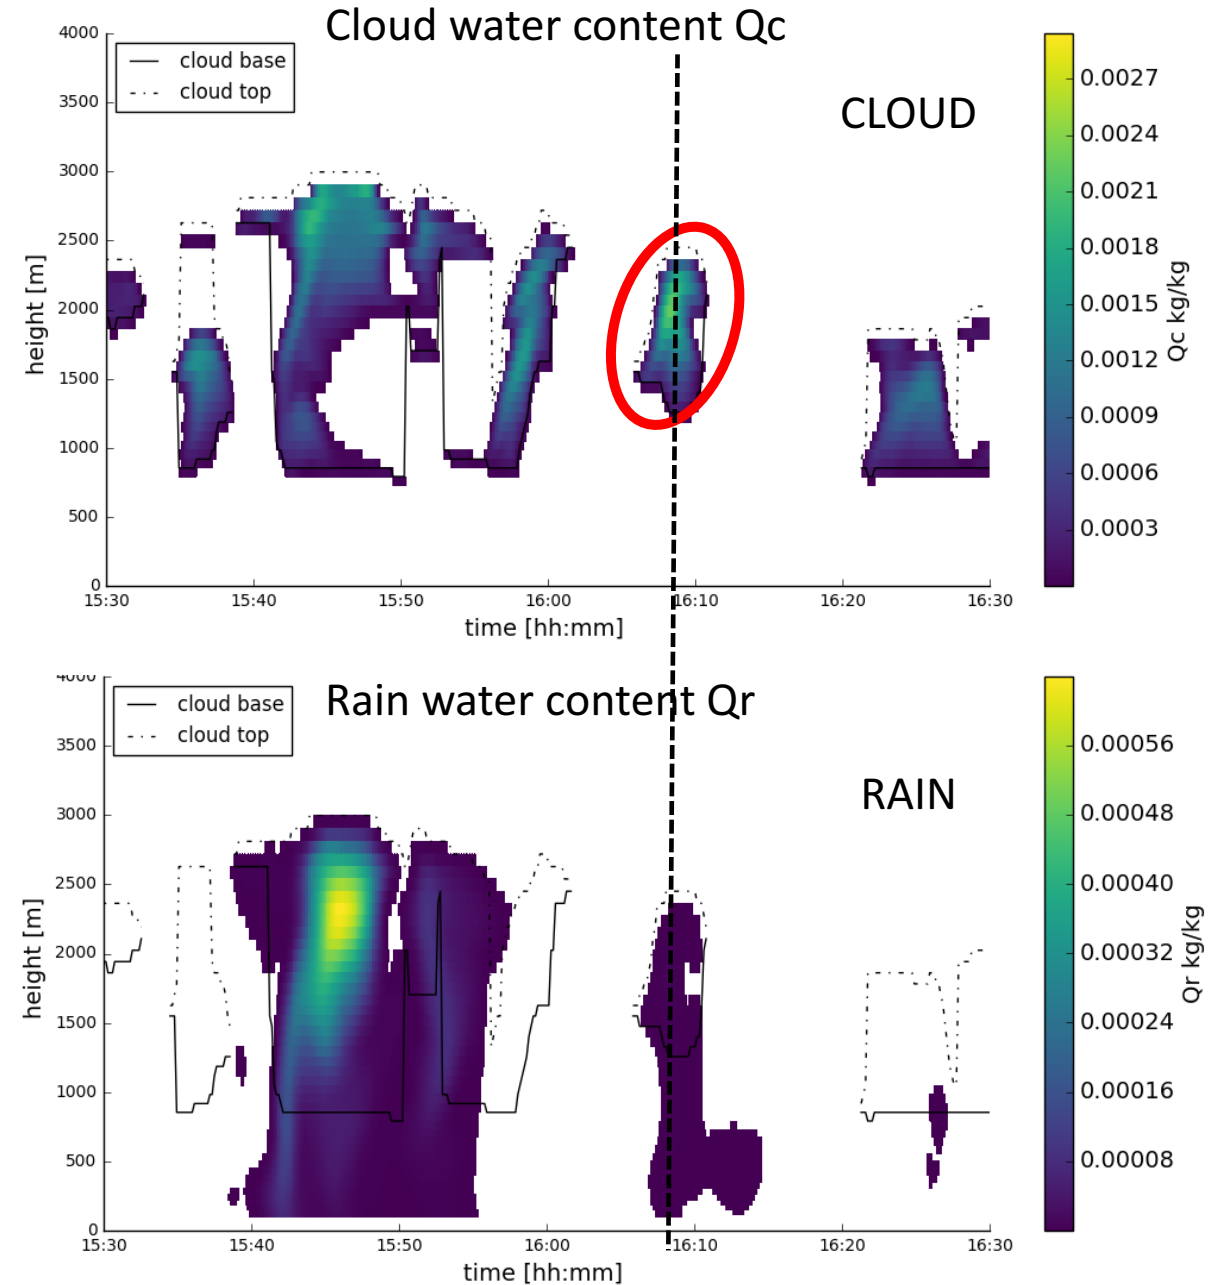 Cloud water content Qc
4000
3500
3000
2500
2000
1500
1000
500
0
height [m]
cloud base
cloud top
CLOUD
15:30 15:40 15:50 16:00 16:10 16:20 16:30
time [hh:mm]
0.0027
0.0024
0.0021
0.0018
0.0015
0.0012
0.0009
0.0006
0.0003
Qc kg/kg
Rain water content Qr
4000
3500
3000
2500
2000
1500
1000
500
0
height [m]
cloud base
cloud top
RAIN
15:30 15:40 15:50 16:00 16:10 16:20 16:30
time [hh:mm]
0.00056
0.00048
0.00040
0.00032
0.00024
0.00016
0.00008
Qr kg/kg